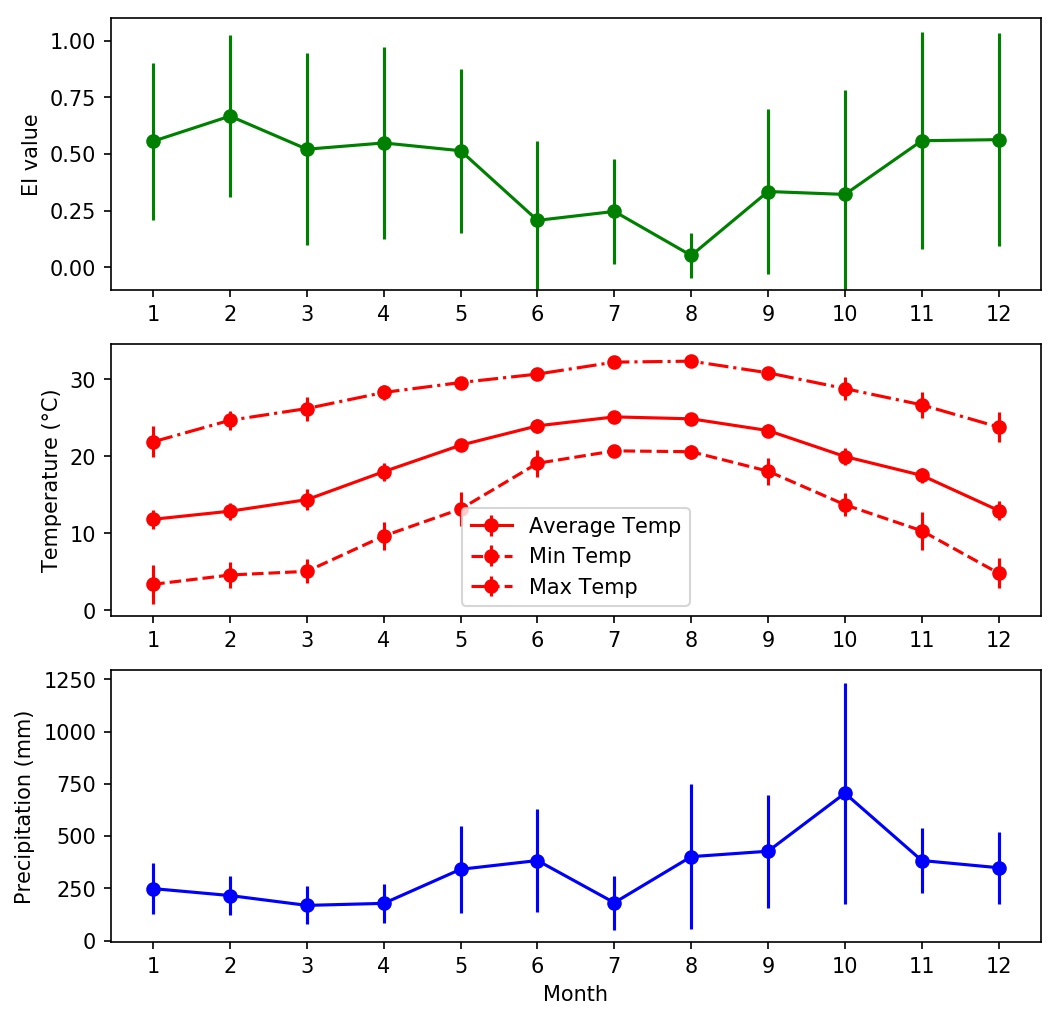 EI value
1.00
0.75
0.50
0.25
0.00
1 2 3 4 5 6 7 8 9 10 11 12
Temperature (°C)
30
20
10
0
Average Temp
Min Temp
Max Temp
1 2 3 4 5 6 7 8 9 10 11 12
Precipitation (mm)
1250
1000
750
500
250
0
1 2 3 4 5 6 7 8 9 10 11 12
Month